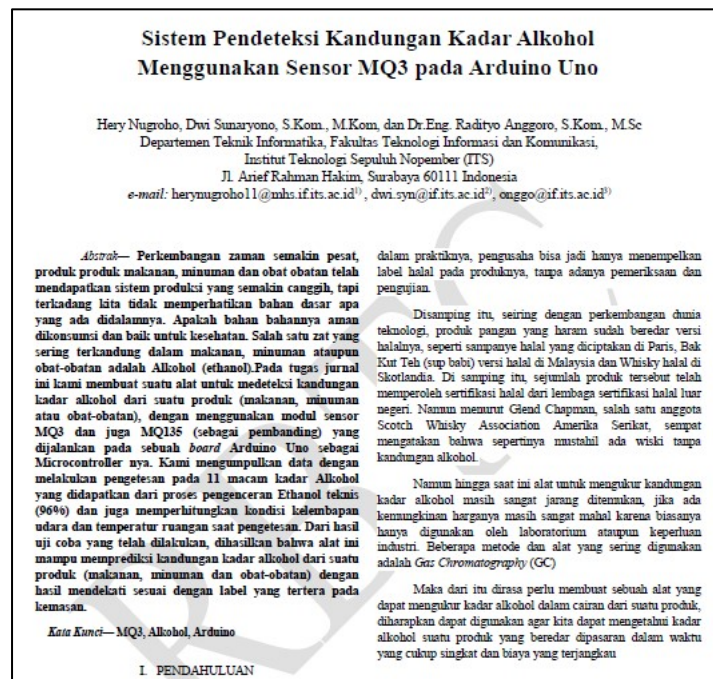 Sistem Pendeteksi Kandungan Kadar Alkohol
Menggunakan Sensor MQ3 pada Arduino Uno
Hery Nugroho, Dwi Sunaryono, S.Kom., M.Kom, dan Dr.Eng. Radityo Anggoro, S.Kom., M.Sc
Departemen Teknik Informatika, Fakultas Teknologi Informasi dan Komunikasi,
Institut Teknologi Sepuluh Nopember (ITS)
Jl. Arief Rahman Hakim, Surabaya 60111 Indonesia
e-mail: herynugroho11@mhs.if.its.ac.id1) , dwi.syn@if.its.ac.id2), onggo@if.its.ac.id3)
Abstrak— Perkembangan zaman semakin pesat,
produk produk makanan, minuman dan obat obatan telah
mendapatkan sistem produksi yang semakin canggih, tapi
terkadang kita tidak memperhatikan bahan dasar apa
yang ada didalamnya. Apakah bahan bahannya aman
dikonsumsi dan baik untuk kesehatan. Salah satu zat yang
sering terkandung dalam makanan, minuman ataupun
obat-obatan adalah Alkohol (ethanol).Pada tugas jurnal
ini kami membuat suatu alat untuk medeteksi kandungan
kadar alkohol dari suatu produk (makanan, minuman
atau obat-obatan), dengan menggunakan modul sensor
MQ3 dan juga MQ135 (sebagai pembanding) yang
dijalankan pada sebuah board Arduino Uno sebagai
Microcontroller nya. Kami mengumpulkan data dengan
melakukan pengetesan pada 11 macam kadar Alkohol
yang didapatkan dari proses pengenceran Ethanol teknis
(96%) dan juga memperhitungkan kondisi kelembapan
udara dan temperatur ruangan saat pengetesan. Dari hasil
uji coba yang telah dilakukan, dihasilkan bahwa alat ini
mampu memprediksi kandungan kadar alkohol dari suatu
produk (makanan, minuman dan obat-obatan) dengan
hasil mendekati sesuai dengan label yang tertera pada
kemasan.
Kata Kunci— MQ3, Alkohol, Arduino
I. PENDAHULUAN
dalam praktiknya, pengusaha bisa jadi hanya menempelkan
label halal pada produknya, tanpa adanya pemeriksaan dan
pengujian.
Disamping itu, seiring dengan perkembangan dunia
teknologi, produk pangan yang haram sudah beredar versi
halalnya, seperti sampanye halal yang diciptakan di Paris, Bak
Kut Teh (sup babi) versi halal di Malaysia dan Whisky halal di
Skotlandia. Di samping itu, sejumlah produk tersebut telah
memperoleh sertifikasi halal dari lembaga sertifikasi halal luar
negeri. Namun menurut Glend Chapman, salah satu anggota
Scotch Whisky Association Amerika Serikat, sempat
mengatakan bahwa sepertinya mustahil ada wiski tanpa
kandungan alkohol.
Namun hingga saat ini alat untuk mengukur kandungan
kadar alkohol masih sangat jarang ditemukan, jika ada
kemungkinan harganya masih sangat mahal karena biasanya
hanya digunakan oleh laboratorium ataupun keperluan
industri. Beberapa metode dan alat yang sering digunakan
adalah Gas Chromatography (GC)
Maka dari itu dirasa perlu membuat sebuah alat yang
dapat mengukur kadar alkohol dalam cairan dari suatu produk,
diharapkan dapat digunakan agar kita dapat mengetahui kadar
alkohol suatu produk yang beredar dipasaran dalam waktu
yang cukup singkat dan biaya yang terjangkau